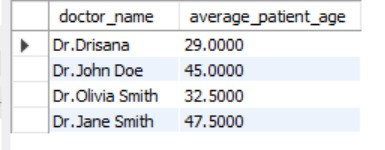 doctor_name average_patient_age
Dr.Drisana 29.0000
Dr.John Doe 45.0000
Dr.Olivia Smith 32.5000
Dr.Jane Smith 47.5000